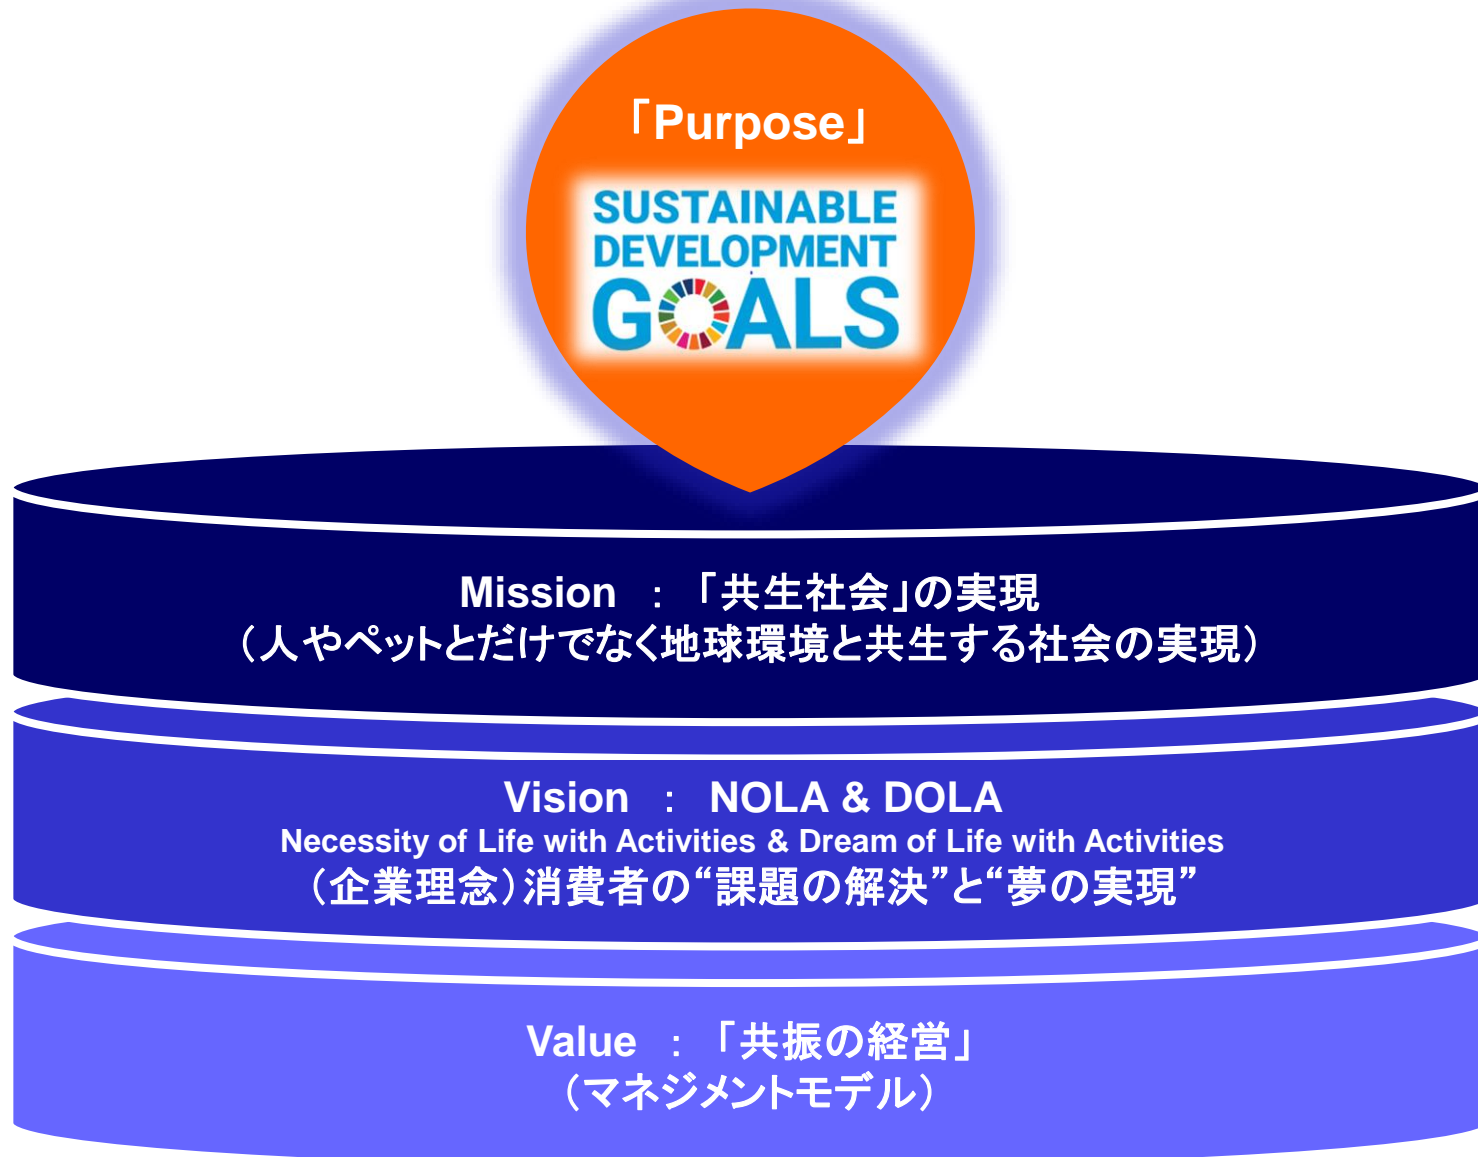 「Purpose」
SUSTAINABLE
DEVELOPMENT
GOALS
Mission ： 「共生社会」の実現
（人やペットとだけでなく地球環境と共生する社会の実現）
Vision ： NOLA & DOLA
Necessity of Life with Activities & Dream of Life with Activities
（企業理念）消費者の“課題の解決”と“夢の実現”
Value ： 「共振の経営」
（マネジメントモデル）